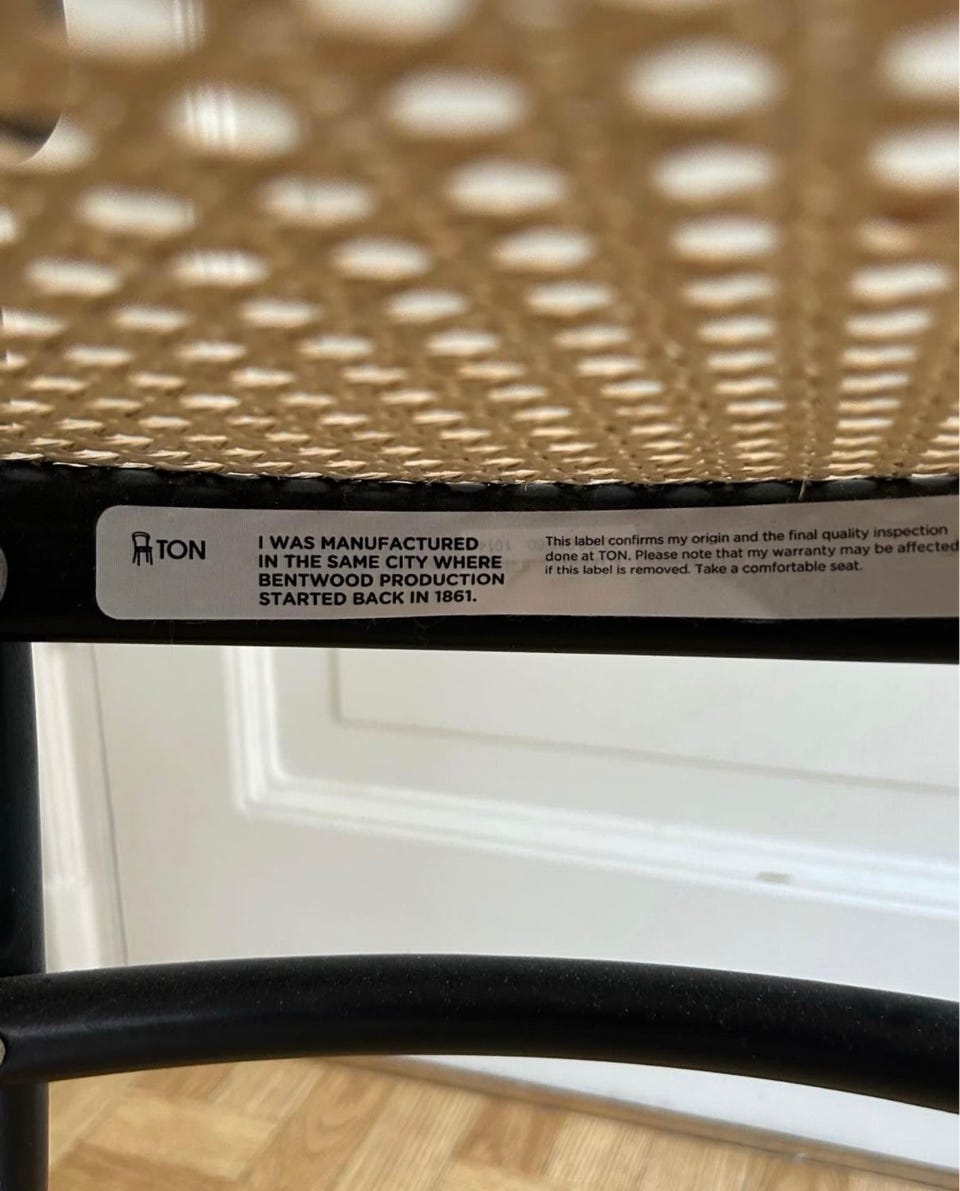 TON
I WAS MANUFACTURED
IN THE SAME CITY WHERE
BENTWOOD PRODUCTION
STARTED BACK IN 1861.
This label confirms my origin and the final quality inspection
done at TON. Please note that my warranty may be affected
if this label is removed. Take a comfortable seat.